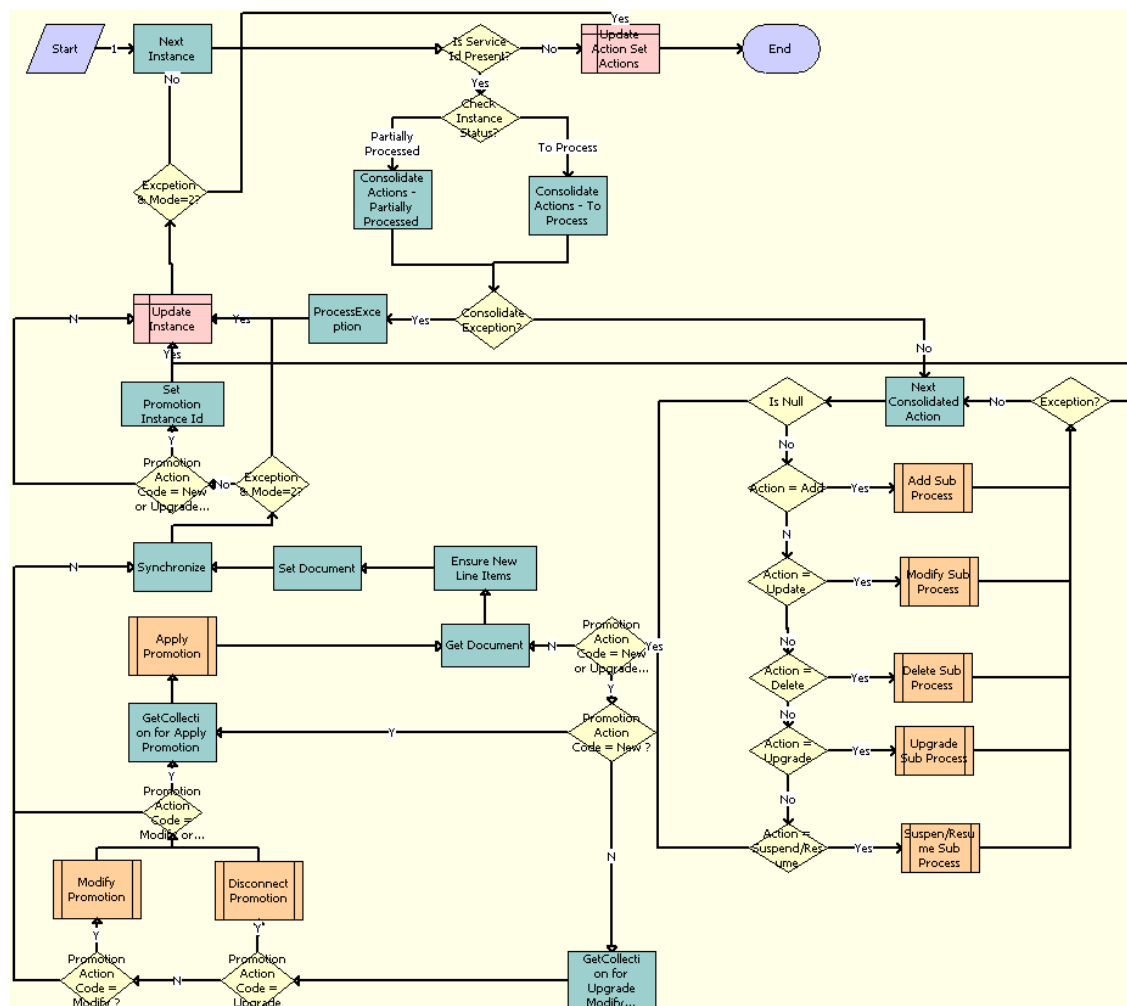 Start
1
Next
Instance
Is Service
Id Present?
No
Yes
Update
Action Set
Actions
End
No
Yes
Check
Instance
Status?
Partially
Processed
To Process
Excpetion
& Mode=2?
Consolidate
Actions -
Partially
Processed
Consolidate
Actions - To
Process
N
Update
Instance
Yes
ProcessExce
ption
Yes
Consolidate
Exception?
No
Yes
Set
Promotion
Instance Id
Is Null
Next
Consolidated
Action
No
Exception?
Y
No
Promotion
Action
Code = New
or Upgrade...
No
Exception
& Mode=2?
Action = Add
Yes
Add Sub
Process
N
N
Synchronize
Set Document
Ensure New
Line Items
Action =
Update
Yes
Modify Sub
Process
Apply
Promotion
Get Document
N
Promotion
Action
Code = New
or Upgrade...
Yes
No
Action =
Delete
Yes
Delete Sub
Process
Y
No
GetCollecti
on for Apply
Promotion
Y
Promotion
Action
Code = New ?
Action =
Upgrade
Yes
Upgrade
Sub Process
Y
Promotion
Action
Code =
Modify or...
No
N
Action =
Suspend/Res
ume
Yes
Suspen/Resu
me Sub
Process
Modify
Promotion
Disconnect
Promotion
Y
Y*
Promotion
Action
Code =
Modify ?
N
Promotion
Action
Code =
Upgrade
GetCollecti
on for
Upgrade
Modify...